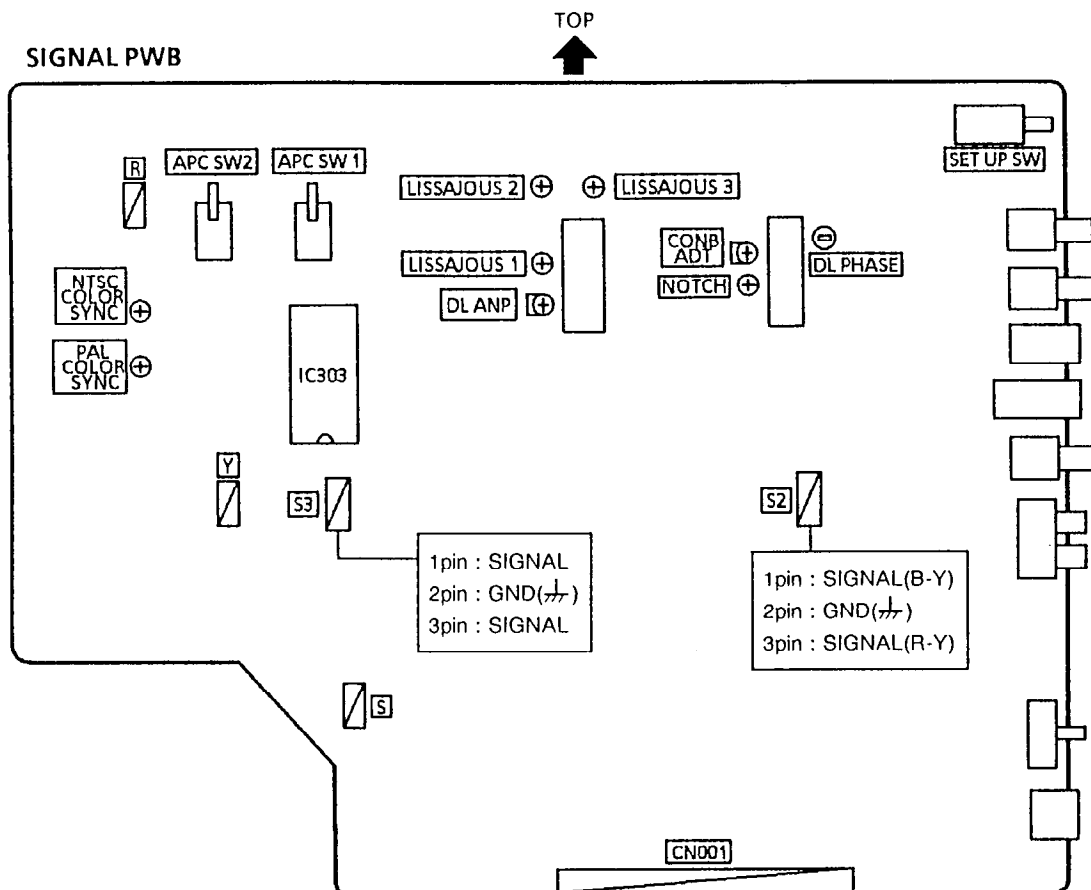 TOP
SIGNAL PWB
SET UP SW
R
APC SW2
APC SW 1
LISSAJOUS 2
LISSAJOUS 3
CONB
ADT
DL PHASE
LISSAJOUS 1
NOTCH
DL ANP
NTSC
COLOR
SYNC
PAL
COLOR
SYNC
IC303
Y
S3
S2
1pin : SIGNAL
2pin : GND(⏚)
3pin : SIGNAL
1pin : SIGNAL(B-Y)
2pin : GND(⏚)
3pin : SIGNAL(R-Y)
S
CN001